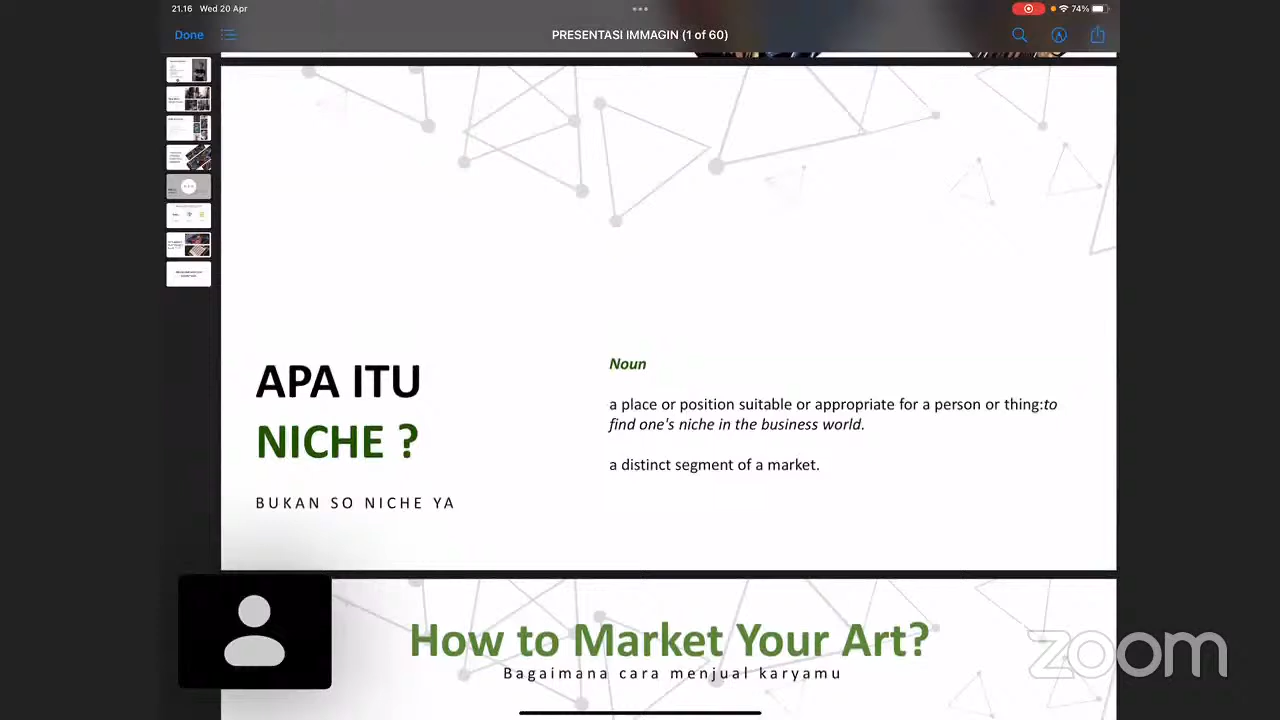 21.16 Wed 20 Apr
74%
Done
PRESENTASI IMMAGIN (1 of 60)
APA ITU
NICHE ?
BUKAN SO NICHE YA
Noun
a place or position suitable or appropriate for a person or thing:to
find one's niche in the business world.
a distinct segment of a market.
How to Market Your Art?
Bagaimana cara menjual karyamu
zoom